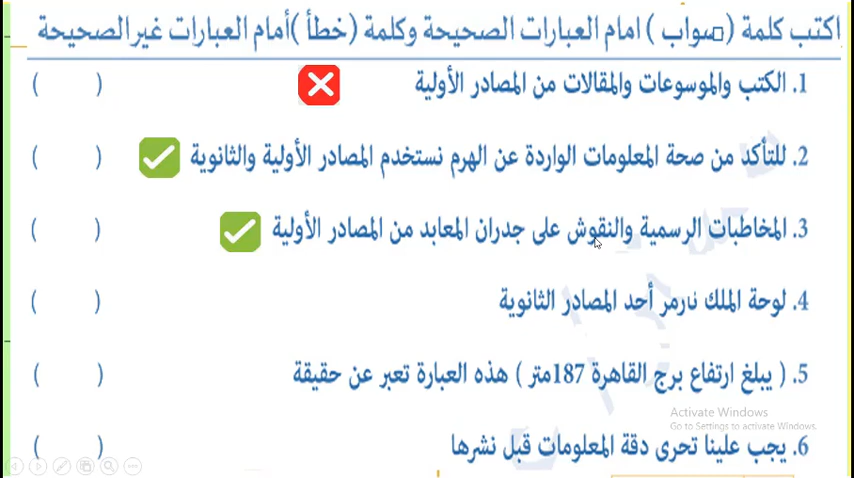 اكتب كلمة (صواب) امام العبارات الصحيحة وكلمة (خطأ) أمام العبارات غير الصحيحة
1. الكتب والموسوعات والمقالات من المصادر الأولية ( )
2. للتأكد من صحة المعلومات الواردة عن الهرم نستخدم المصادر الأولية والثانوية ( )
3. المخاطبات الرسمية والنقوش على جدران المعابد من المصادر الأولية ( )
4. لوحة الملك نارمر أحد المصادر الثانوية ( )
5. ( يبلغ ارتفاع برج القاهرة 187متر ) هذه العبارة تعبر عن حقيقة ( )
Activate Windows
Go to Settings to activate Windows.
6. يجب علينا تحرى دقة المعلومات قبل نشرها ( )